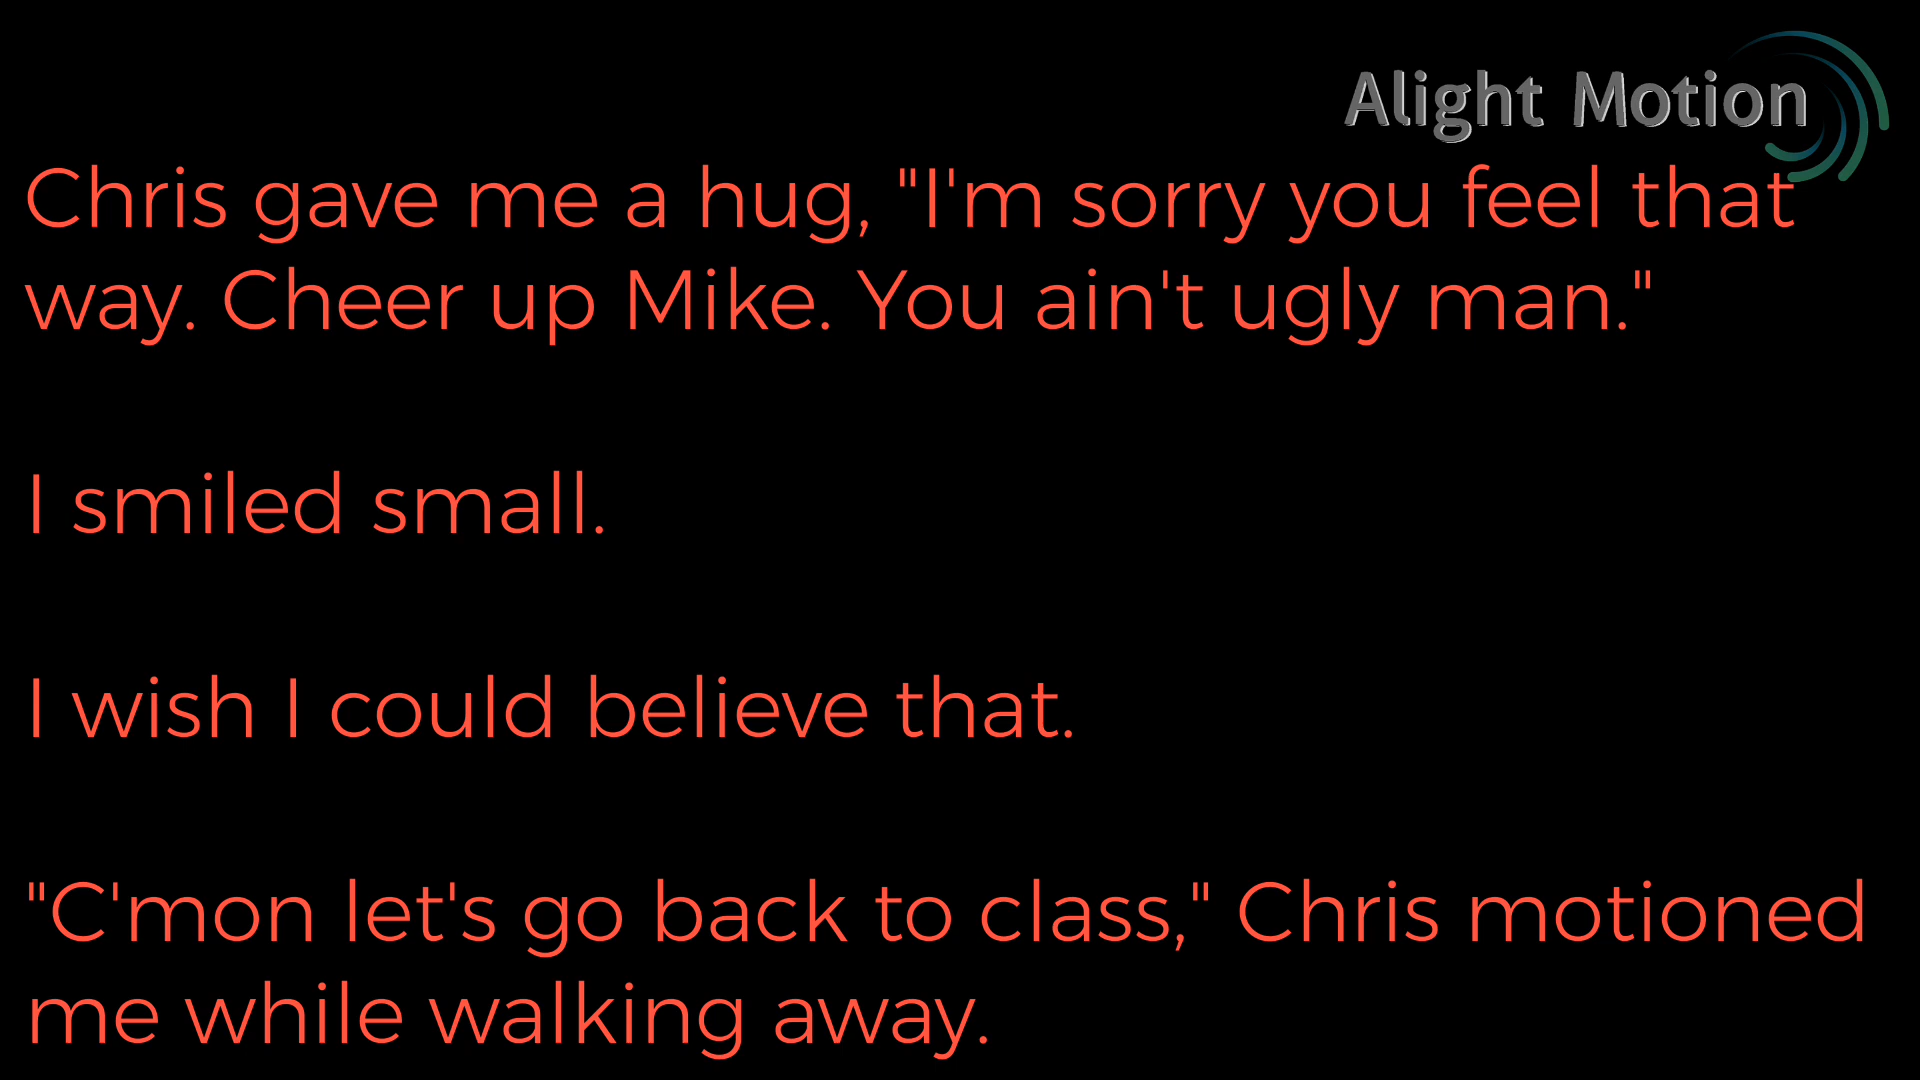 Alight Motion
Chris gave me a hug, "I'm sorry you feel that
way. Cheer up Mike. You ain't ugly man."
I smiled small.
I wish I could believe that.
"C'mon let's go back to class," Chris motioned
me while walking away.